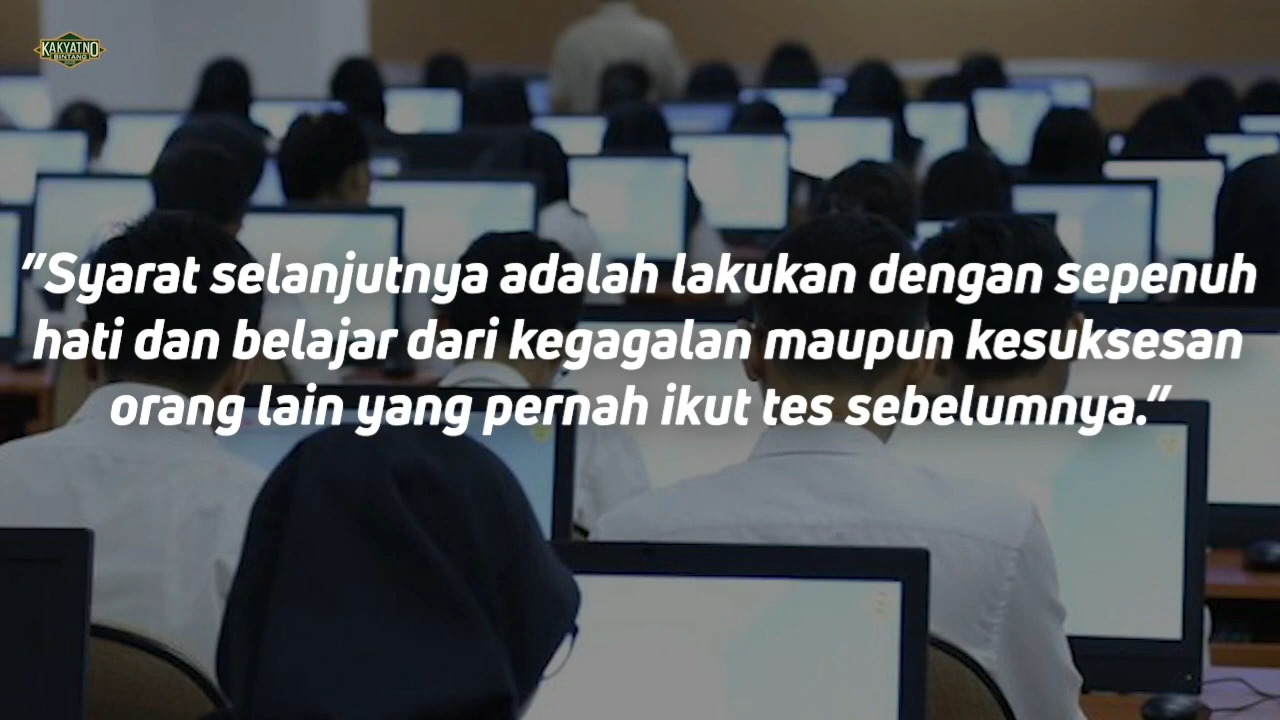 KAKYATNO
BINTANG
"Syarat selanjutnya adalah lakukan dengan sepenuh
hati dan belajar dari kegagalan maupun kesuksesan
orang lain yang pernah ikut tes sebelumnya."